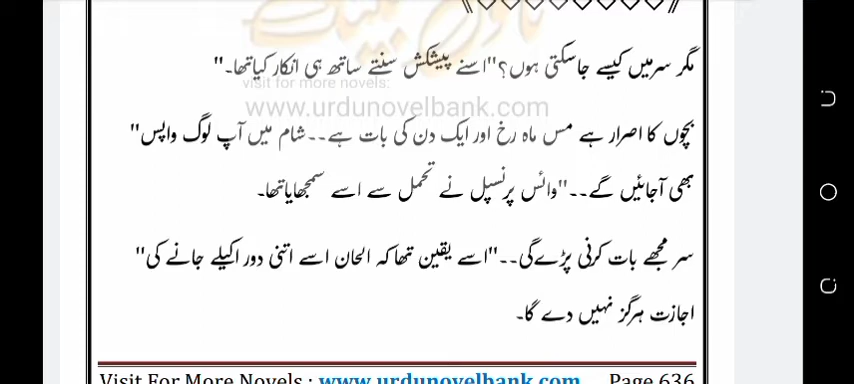 《♡♡♡♡♡♡♡♡》
مگر سر میں کیسے جاسکتی ہوں؟"اسنے پیشکش سنتے ساتھ ہی انکار کیا تھا۔"
visit for more novels:
www.urdunovelbank.com
بچوں کا اصرار ہے مس ماہ رخ اور ایک دن کی بات ہے۔۔شام میں آپ لوگ واپس"
بھی آجائیں گے۔۔"وائس پرنسپل نے تحمل سے اسے سمجھایا تھا۔
سر مجھے بات کرنی پڑے گی۔۔"اسے یقین تھا کہ الحان اسے اتنی دور اکیلے جانے کی"
اجازت ہرگز نہیں دے گا۔
Visit For More Novels : www.urdunovelbank.com Page 636